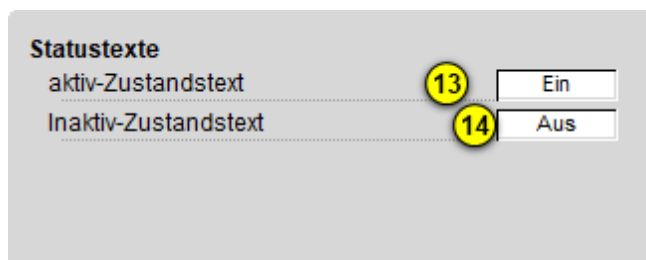 Statustexte
aktiv-Zustandstext 13 Ein
Inaktiv-Zustandstext 14 Aus